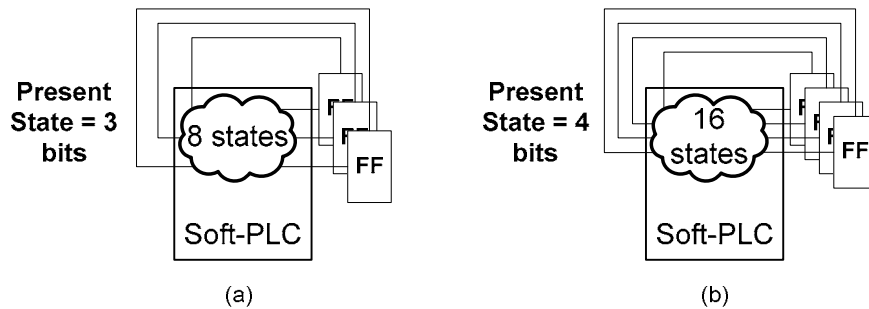 Present
State = 3
bits
8 states
FF
Soft-PLC
(a)
Present
State = 4
bits
16
states
FF
Soft-PLC
(b)